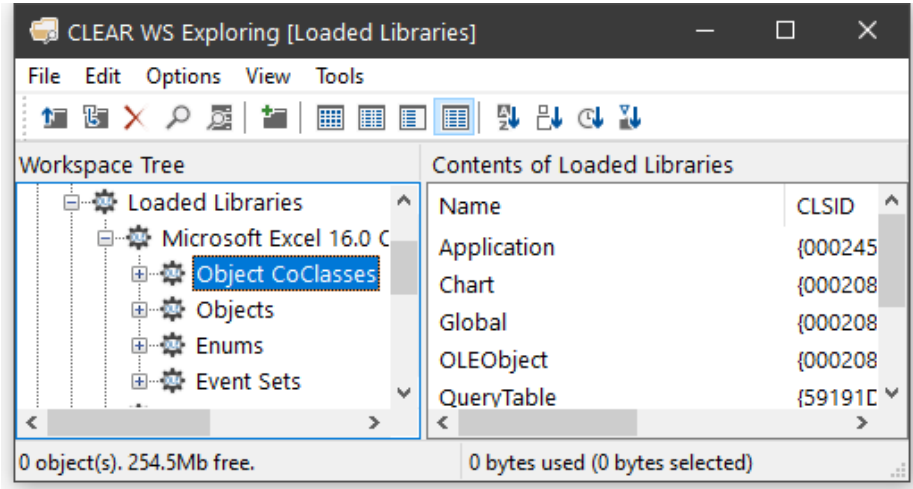 CLEAR WS Exploring [Loaded Libraries]
File Edit Options View Tools
Workspace Tree
Contents of Loaded Libraries
Loaded Libraries
Microsoft Excel 16.0 C
Object CoClasses
Objects
Enums
Event Sets
Name CLSID
Application {000245
Chart {000208
Global {000208
OLEObject {000208
QueryTable {59191D
0 object(s). 254.5Mb free.
0 bytes used (0 bytes selected)